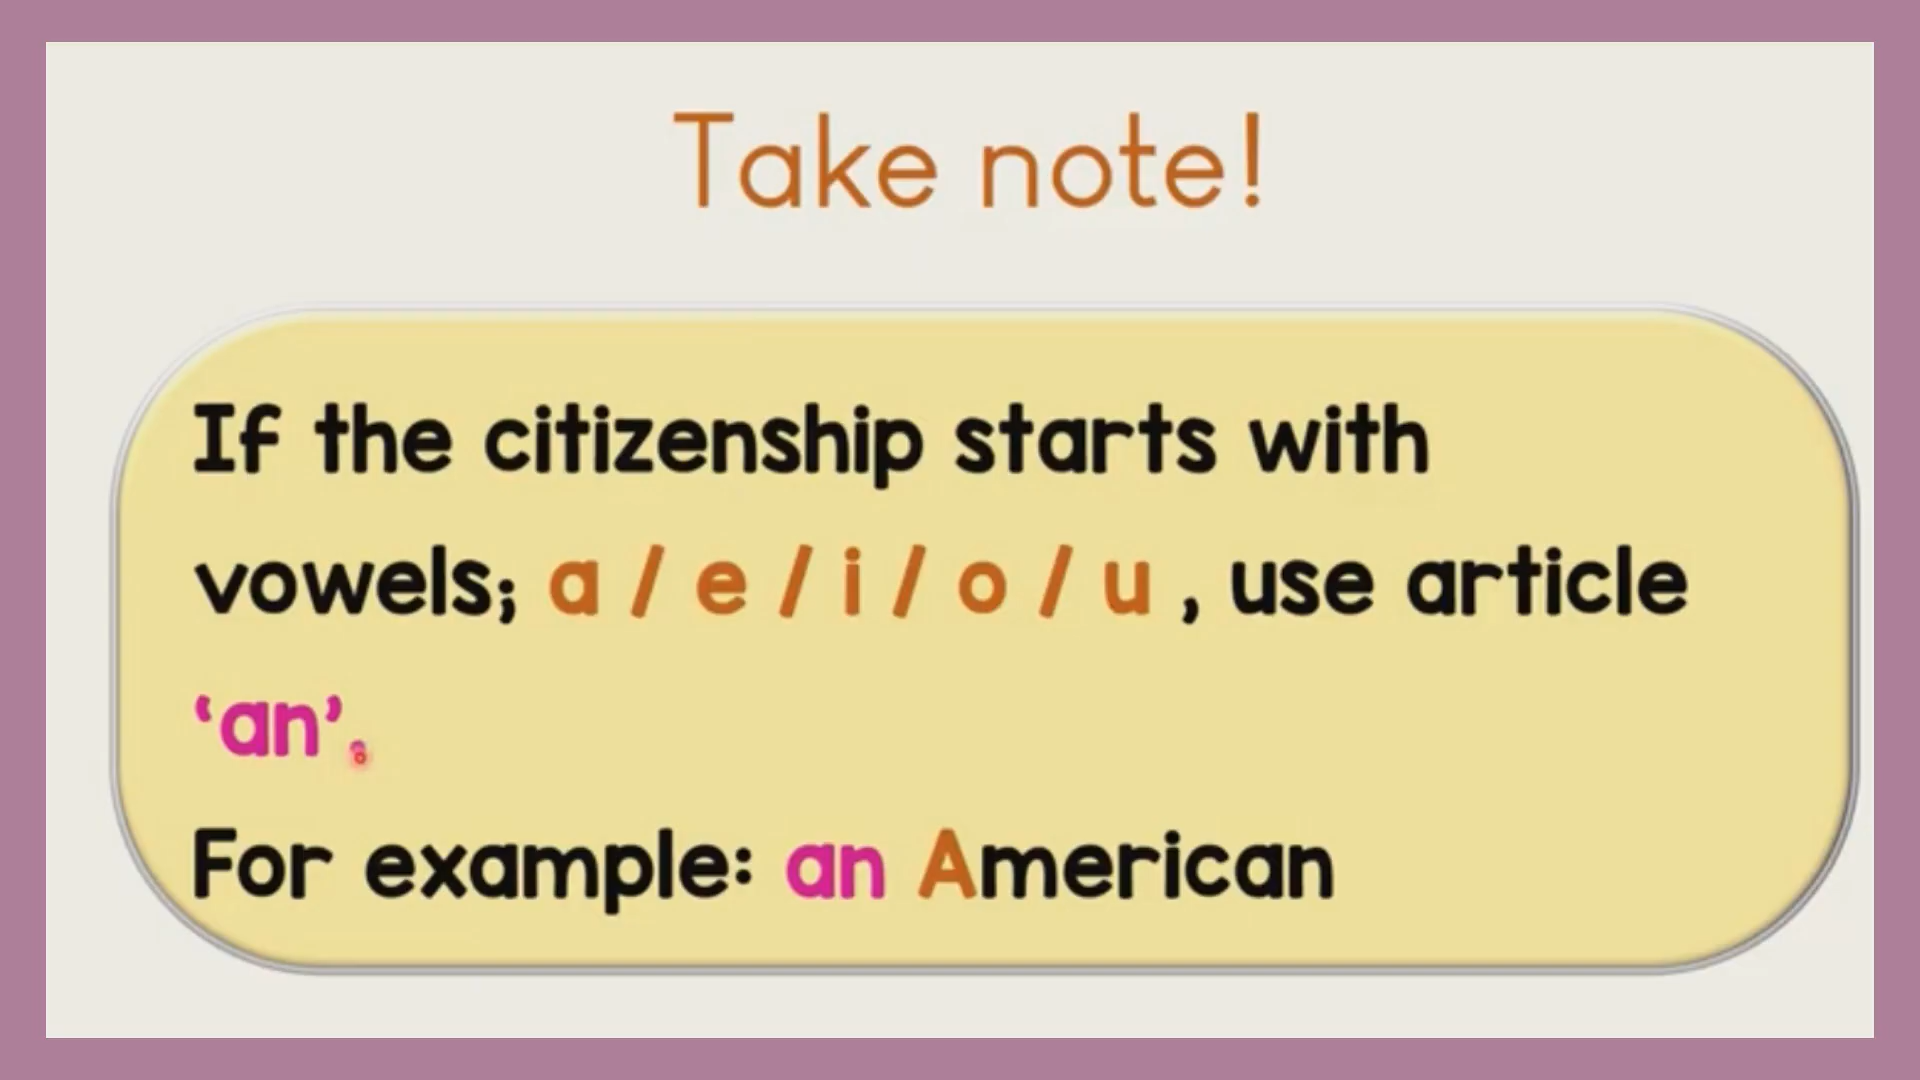 Take note!
If the citizenship starts with
vowels; a / e / i / o / u , use article
‘an’.
For example: an American